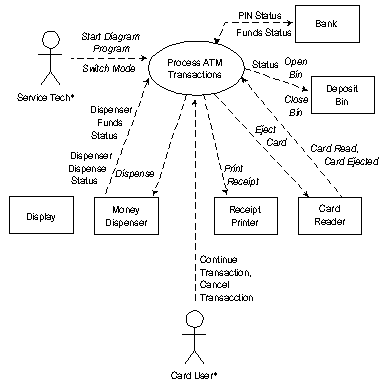 PIN Status
Funds Status
Bank
Start Diagram
Program
Switch Mode
Service Tech*
Process ATM
Transactions
Status
Open
Bin
Close
Bin
Deposit
Bin
Dispenser
Funds
Status
Dispenser
Dispense
Status
Dispense
Eject
Card
Print
Receipt
Card Read,
Card Ejected
Display
Money
Dispenser
Receipt
Printer
Card
Reader
Continue
Transaction,
Cancel
Transacction
Card User*